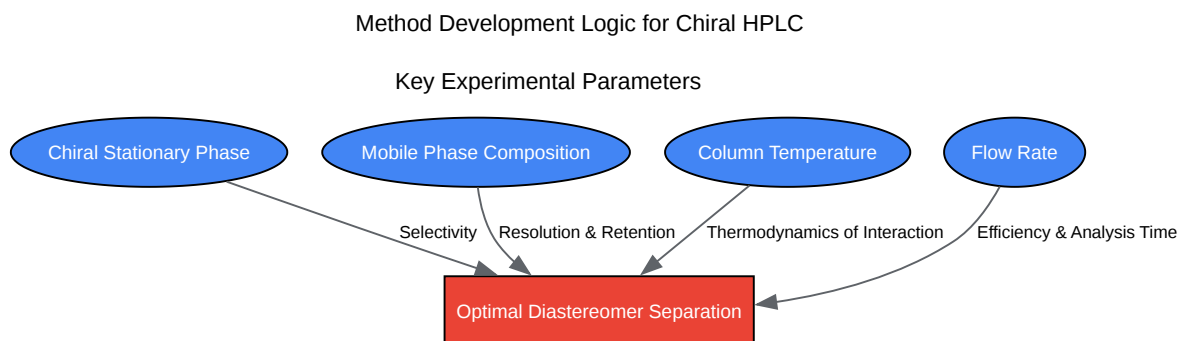 Method Development Logic for Chiral HPLC
Key Experimental Parameters
Chiral Stationary Phase
Mobile Phase Composition
Column Temperature
Flow Rate
Selectivity
Resolution & Retention
Thermodynamics of Interaction
Efficiency & Analysis Time
Optimal Diastereomer Separation